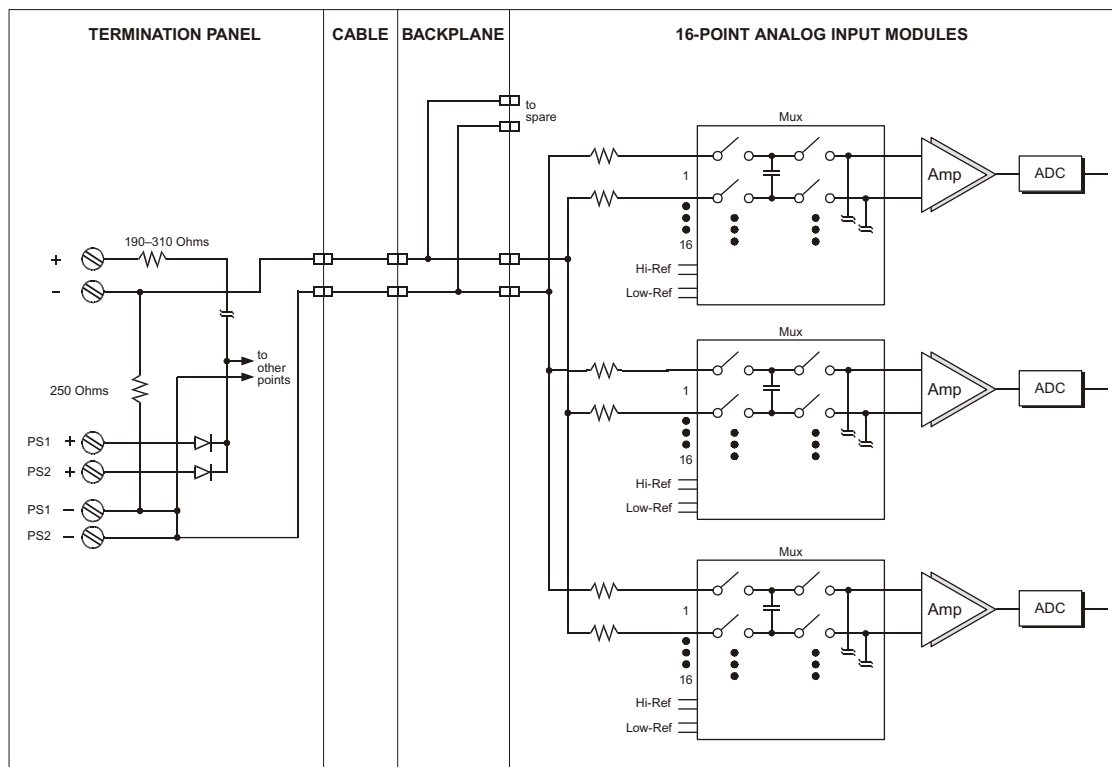 TERMINATION PANEL
CABLE
BACKPLANE
16-POINT ANALOG INPUT MODULES
to
spare
Mux
1
16
Hi-Ref
Low-Ref
Amp
ADC
190–310 Ohms
+
-
to
other
points
250 Ohms
PS1 +
PS2 +
PS1 –
PS2 –
Mux
1
16
Hi-Ref
Low-Ref
Amp
ADC
Mux
1
16
Hi-Ref
Low-Ref
Amp
ADC